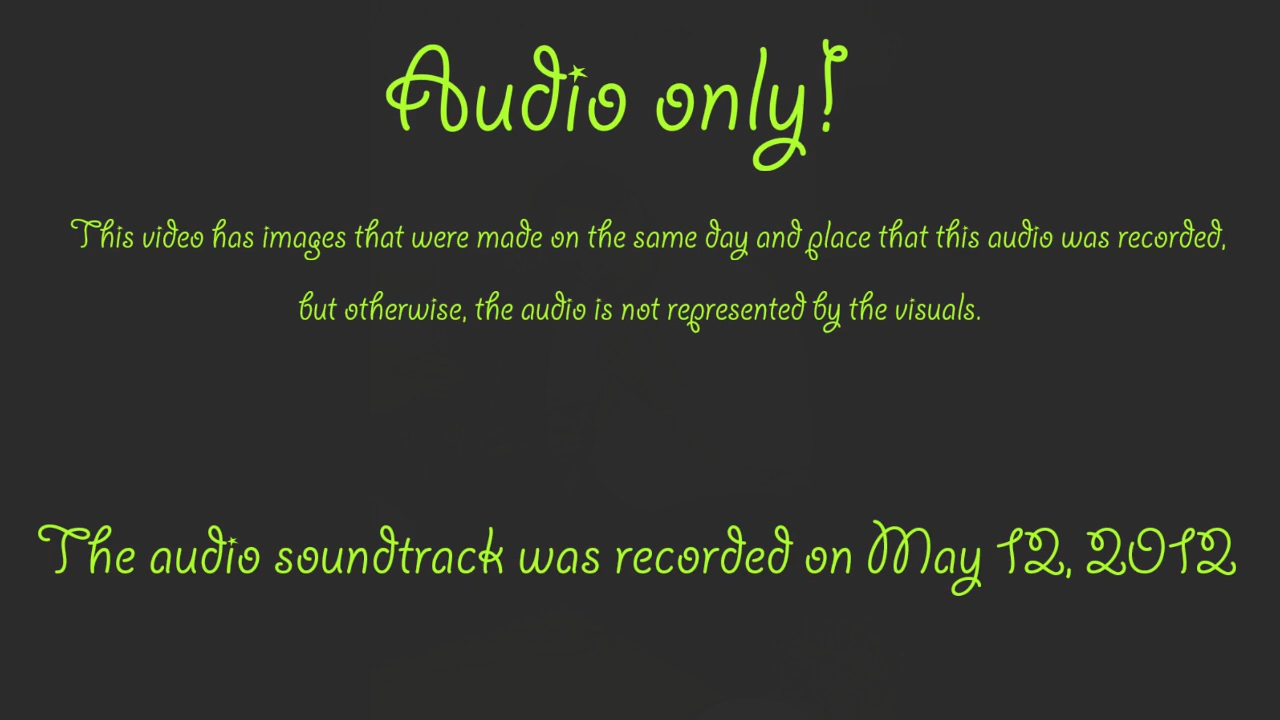 Audio only!
This video has images that were made on the same day and place that this audio was recorded,
but otherwise, the audio is not represented by the visuals.
The audio soundtrack was recorded on May 12, 2012